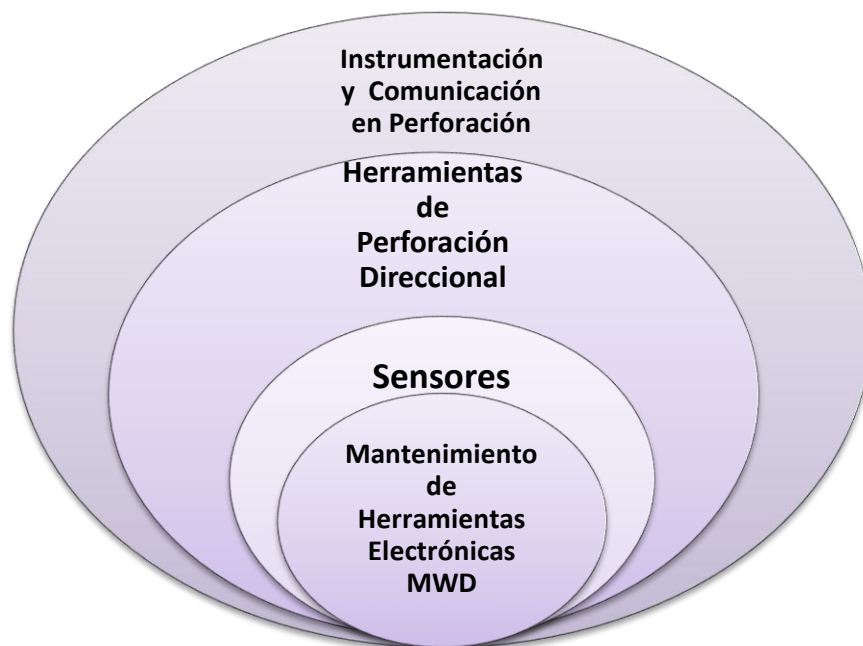 Instrumentación
y Comunicación
en Perforación
Herramientas
de
Perforación
Direccional
Sensores
Mantenimiento
de
Herramientas
Electrónicas
MWD